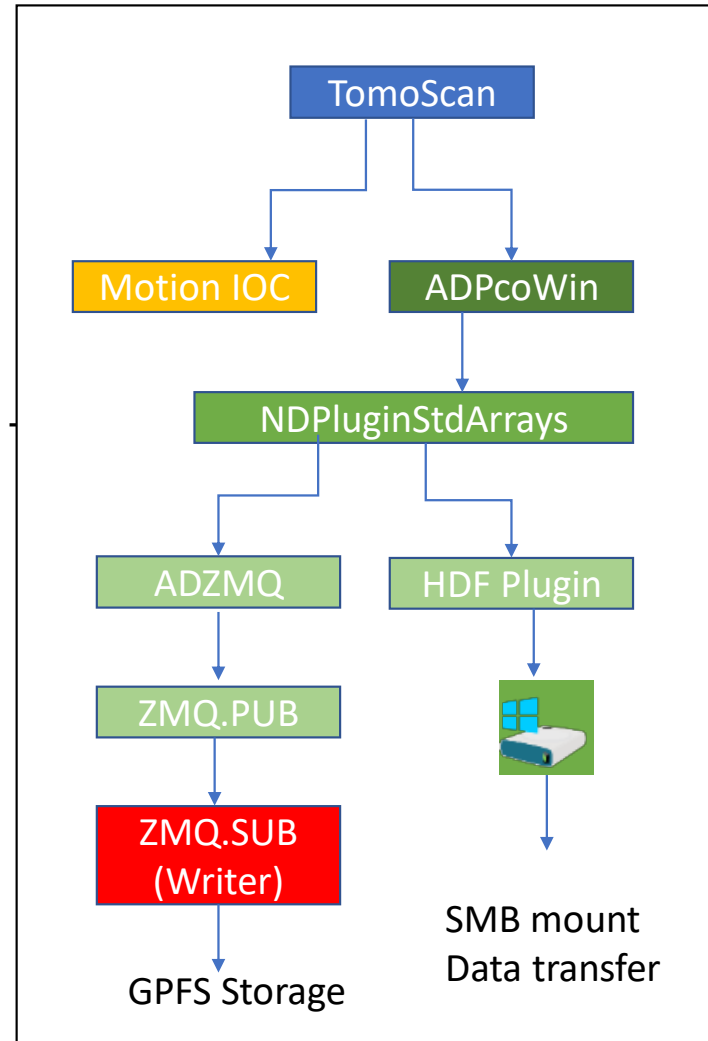 TomoScan
Motion IOC
ADPcoWin
NDPluginStdArrays
ADZMQ
HDF Plugin
ZMQ.PUB
ZMQ.SUB
(Writer)
GPFS Storage
SMB mount
Data transfer